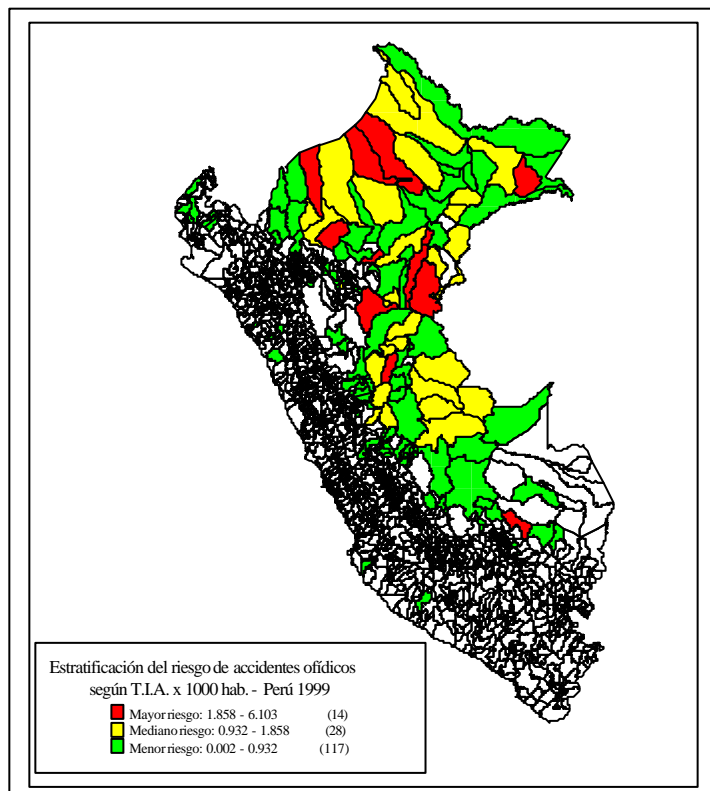 Estratificación del riesgo de accidentes ofídicos
según T.I.A. x 1000 hab. - Perú 1999
Mayor riesgo: 1.858 - 6.103 (14)
Mediano riesgo: 0.932 - 1.858 (28)
Menor riesgo: 0.002 - 0.932 (117)